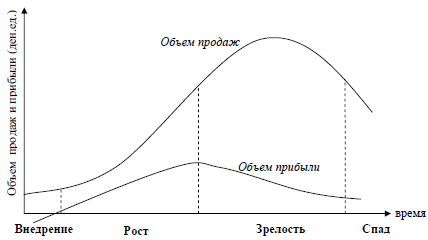 Объем продаж и прибыли (ден.ед.)
Объем продаж
Объем прибыли
время
Внедрение
Рост
Зрелость
Спад